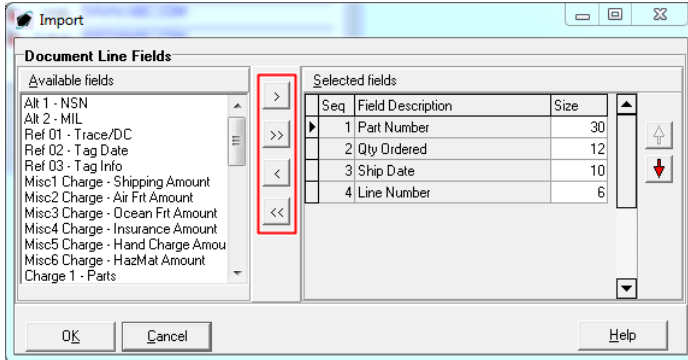 Import
Document Line Fields
Available fields
Alt 1 - NSN
Alt 2 - MIL
Ref 01 - Trace/DC
Ref 02 - Tag Date
Ref 03 - Tag Info
Misc1 Charge - Shipping Amount
Misc2 Charge - Air Frt Amount
Misc3 Charge - Ocean Frt Amount
Misc4 Charge - Insurance Amount
Misc5 Charge - Hand Charge Amou
Misc6 Charge - HazMat Amount
Charge 1 - Parts
>
>>
<
<<
Selected fields
Seq Field Description Size
1 Part Number 30
2 Qty Ordered 12
3 Ship Date 10
4 Line Number 6
OK Cancel Help